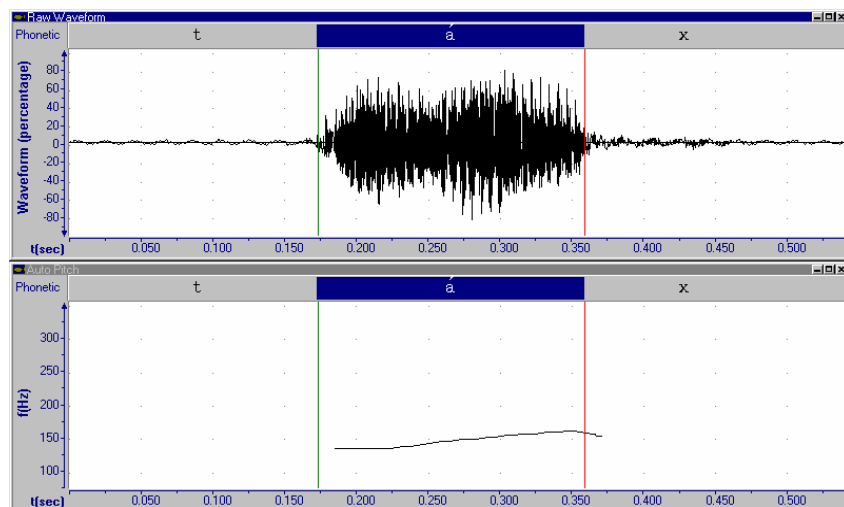 Raw Waveform
Phonetic t á x
Waveform (percentage)
80
60
40
20
0
-20
-40
-60
-80
t(sec) 0.050 0.100 0.150 0.200 0.250 0.300 0.350 0.400 0.450 0.500
Auto Pitch
Phonetic t á x
f(Hz)
300
250
200
150
100
t(sec) 0.050 0.100 0.150 0.200 0.250 0.300 0.350 0.400 0.450 0.500